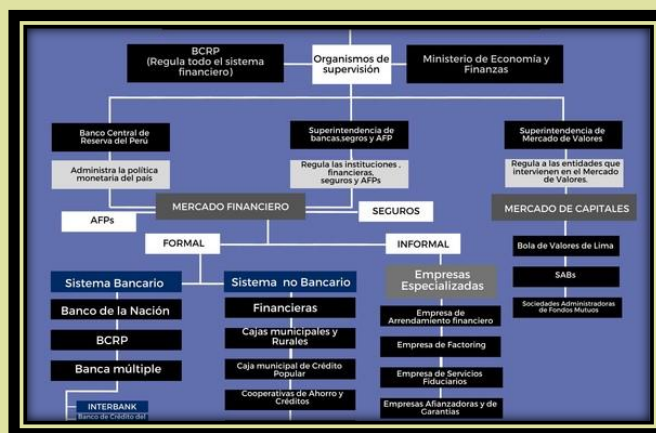 BCRP
(Regula todo el sistema
financiero)
Organismos de
supervisión
Ministerio de Economía y
Finanzas
Banco Central de
Reserva del Perú
Superintendencia de
bancas,segros y AFP
Superintendencia de
Mercado de Valores
Administra la política
monetaria del país
Regula las instituciones ,
financieras,
seguros y AFPs
Regula a las entidades que
intervienen en el Mercado
de Valores.
MERCADO FINANCIERO
AFPs
SEGUROS
MERCADO DE CAPITALES
FORMAL
INFORMAL
Bola de Valores de Lima
SABs
Sociedades Administradoras
de Fondos Mutuos
Sistema Bancario
Banco de la Nación
BCRP
Banca múltiple
INTERBANK
Banco de Crédito del
Sistema no Bancario
Financieras
Cajas municipales y
Rurales
Caja municipal de Crédito
Popular
Cooperativas de Ahorro y
Créditos
Empresas
Especializadas
Empresa de
Arrendamiento financiero
Empresa de Factoring
Empresa de Servicios
Fiduciarios
Empresas Afianzadoras y de
Garantias